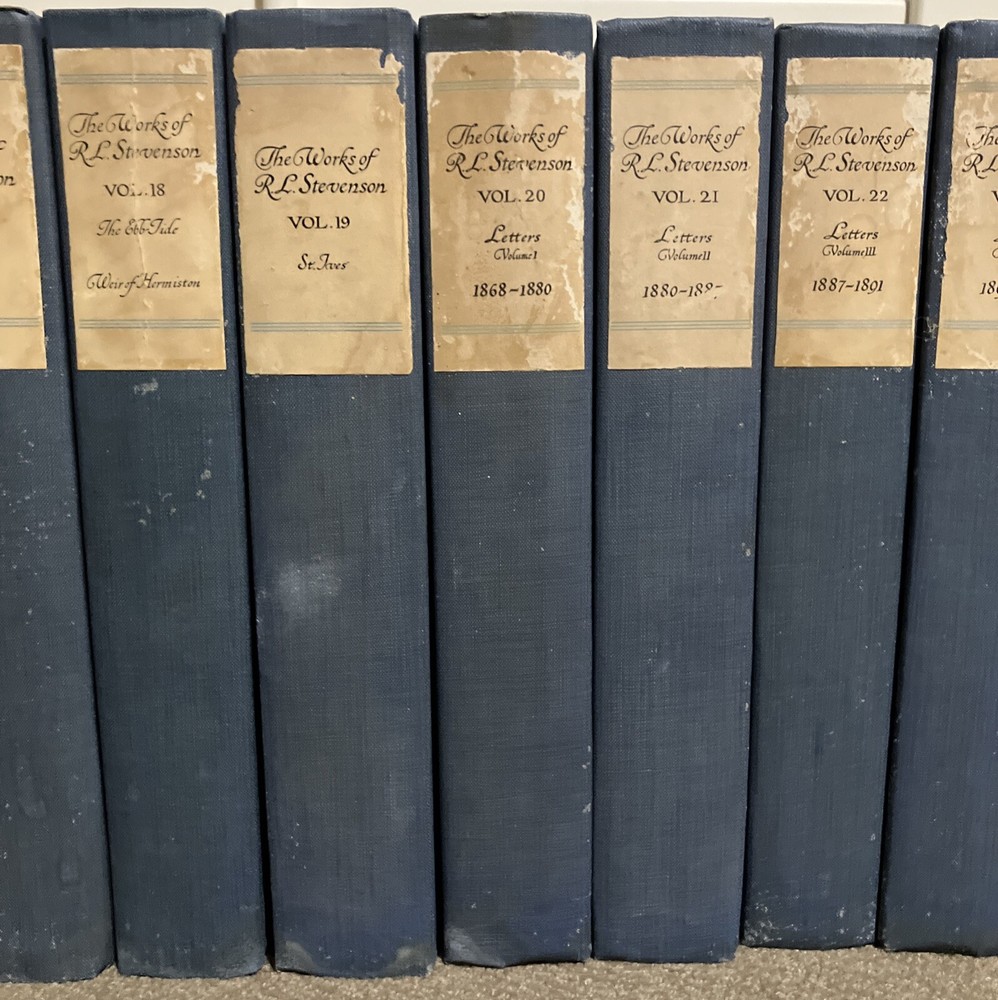 The Works of
R.L. Stevenson
VOL. 18
The Ebb-Tide
Weir of Hermiston
The Works of
R.L. Stevenson
VOL. 19
St. Ives
The Works of
R.L. Stevenson
VOL. 20
Letters
Volume I
1868–1880
The Works of
R.L. Stevenson
VOL. 21
Letters
Volume II
1880–
The Works of
R.L. Stevenson
VOL. 22
Letters
Volume III
1887–1891
The
R.L.